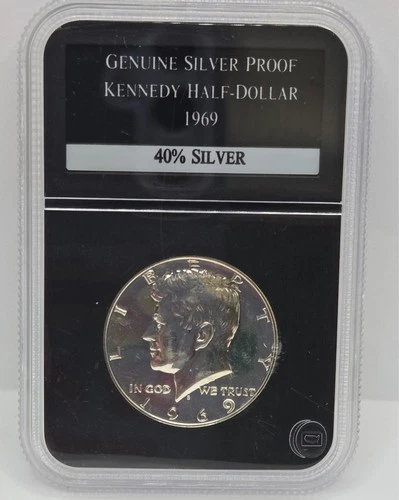 GENUINE SILVER PROOF
KENNEDY HALF-DOLLAR
1969
40% SILVER
LIBERTY
IN GOD WE TRUST
S
1969